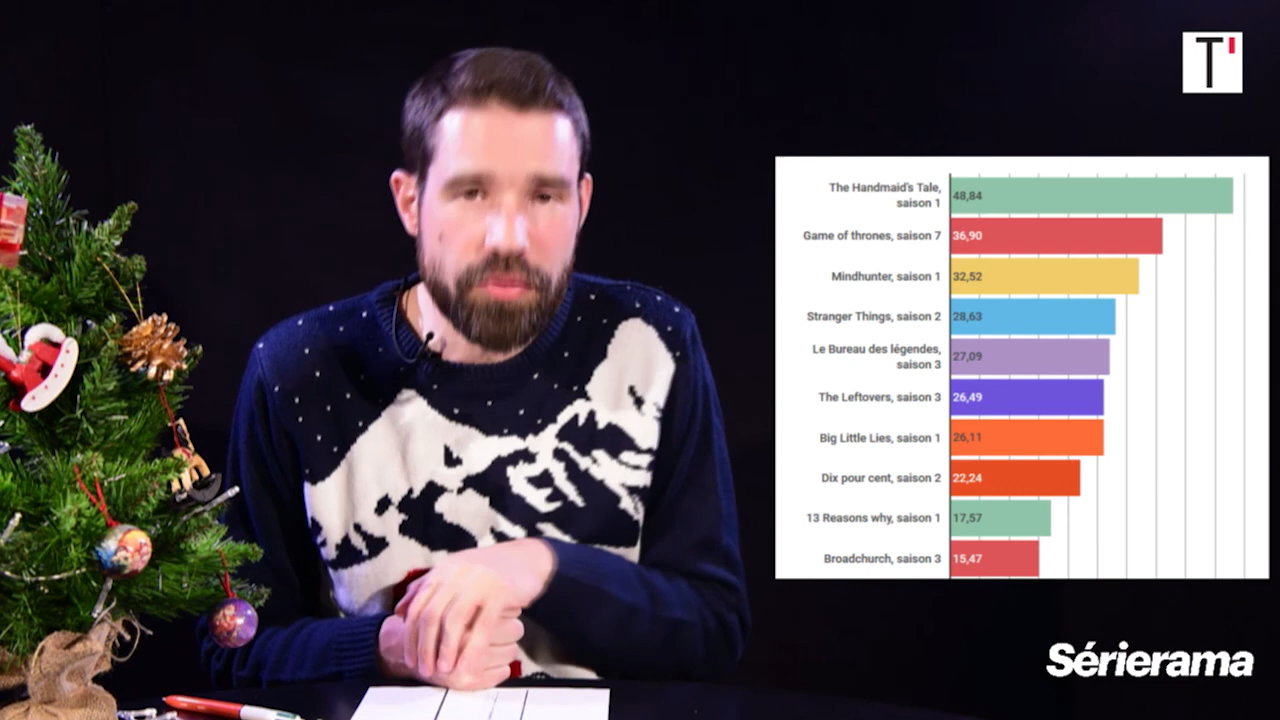 T'
The Handmaid's Tale,
saison 1
48,84
Game of thrones, saison 7
36,90
Mindhunter, saison 1
32,52
Stranger Things, saison 2
28,63
Le Bureau des légendes,
saison 3
27,09
The Leftovers, saison 3
26,49
Big Little Lies, saison 1
26,11
Dix pour cent, saison 2
22,24
13 Reasons why, saison 1
17,57
Broadchurch, saison 3
15,47
Sérierama